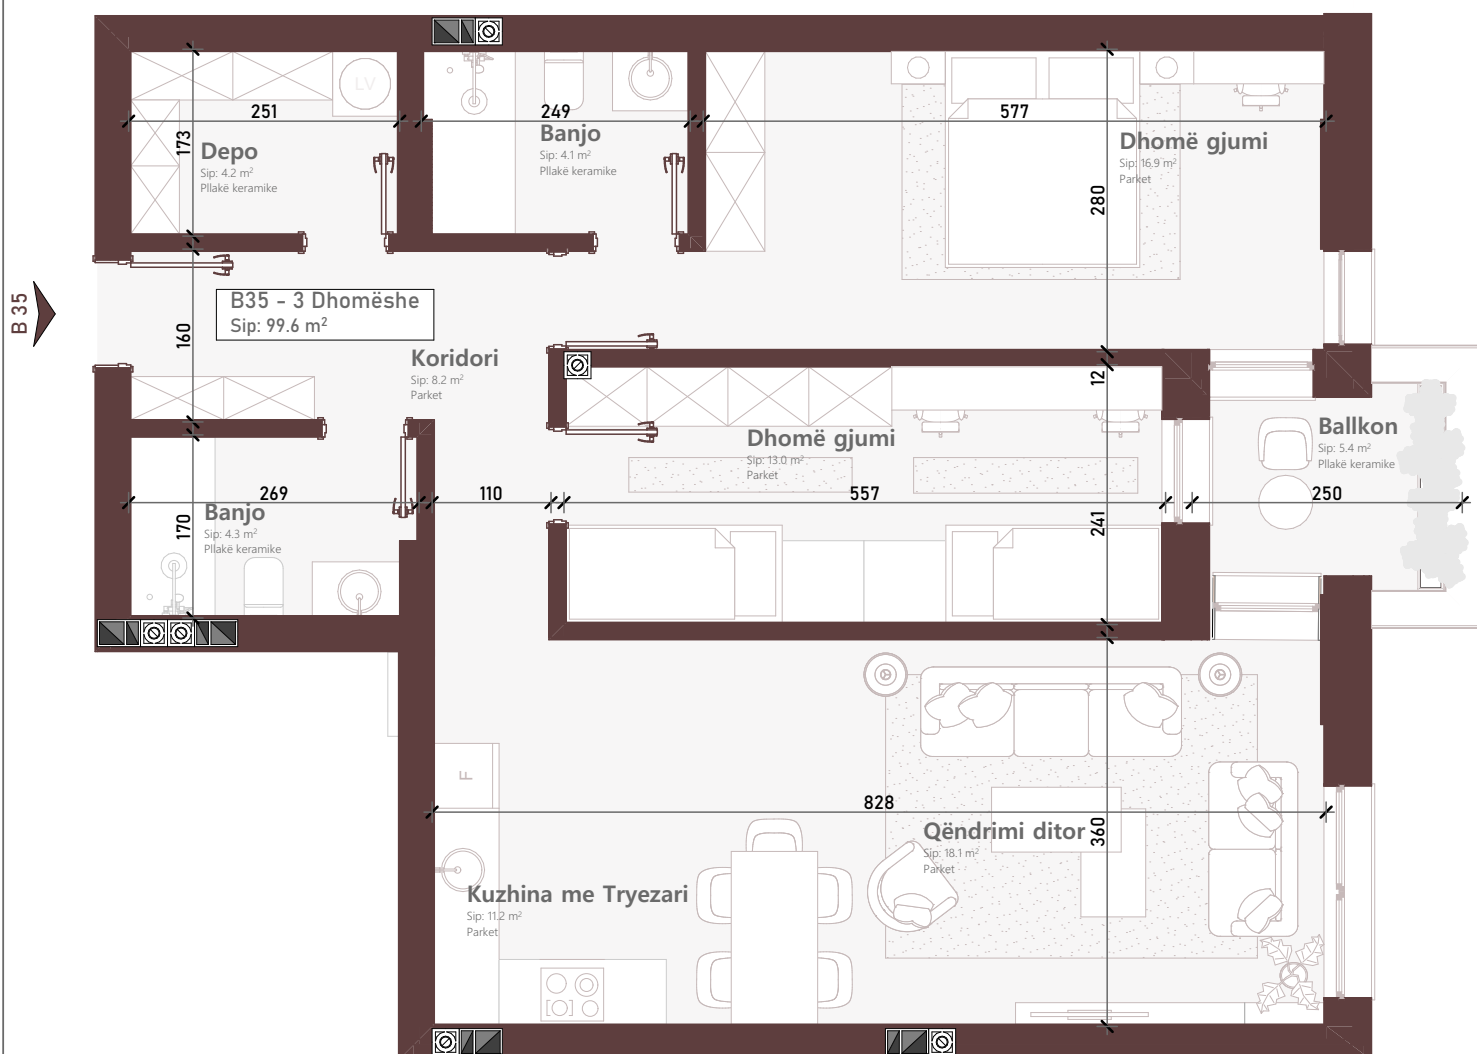 LV
251
249
577
173
Depo
Sip: 4.2 m²
Pllakë keramike
Banjo
Sip: 4.1 m²
Pllakë keramike
Dhomë gjumi
Sip: 16.9 m²
Parket
280
B 35
B35 - 3 Dhomëshe
Sip: 99.6 m²
160
Koridori
Sip: 8.2 m²
Parket
12
Dhomë gjumi
Sip: 13.0 m²
Parket
Ballkon
Sip: 5.4 m²
Pllakë keramike
269
110
557
250
170
Banjo
Sip: 4.3 m²
Pllakë keramike
241
F
828
360
Qëndrimi ditor
Sip: 18.1 m²
Parket
Kuzhina me Tryezari
Sip: 11.2 m²
Parket